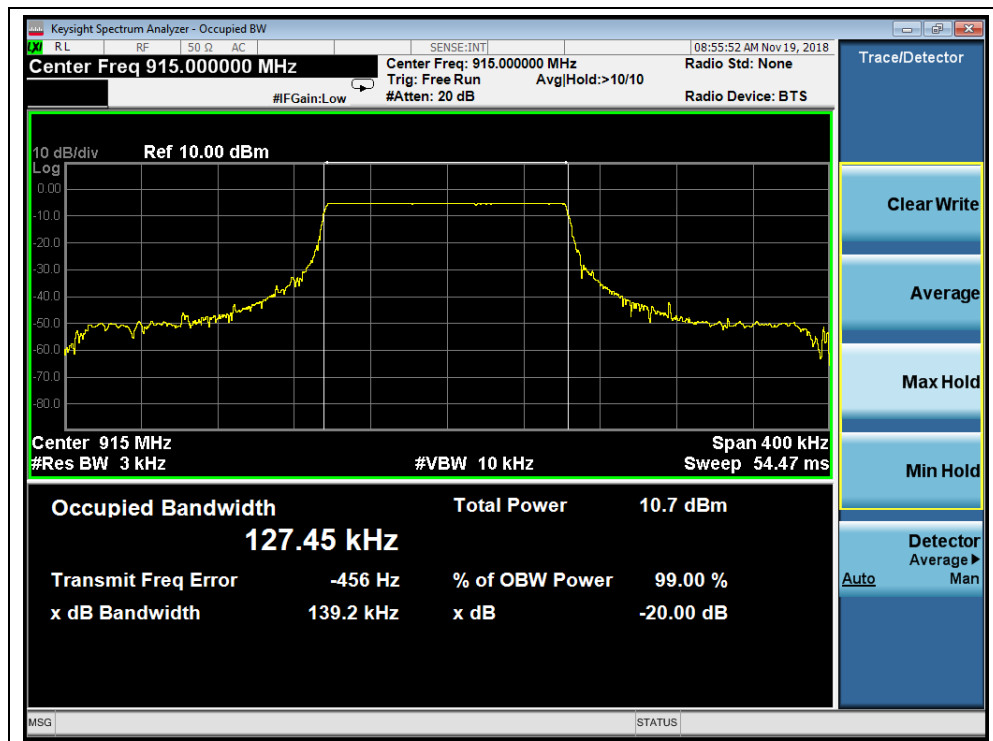 Keysight Spectrum Analyzer - Occupied BW
LXI RL RF 50 Ω AC SENSE:INT 08:55:52 AM Nov 19, 2018
Center Freq 915.000000 MHz
Center Freq: 915.000000 MHz Radio Std: None
Trig: Free Run Avg|Hold:>10/10
#IFGain:Low #Atten: 20 dB Radio Device: BTS
10 dB/div Ref 10.00 dBm
Log
0.00
-10.0
-20.0
-30.0
-40.0
-50.0
-60.0
-70.0
-80.0
Center 915 MHz Span 400 kHz
#Res BW 3 kHz #VBW 10 kHz Sweep 54.47 ms
Occupied Bandwidth Total Power 10.7 dBm
127.45 kHz
Transmit Freq Error -456 Hz % of OBW Power 99.00 %
x dB Bandwidth 139.2 kHz x dB -20.00 dB
MSG STATUS
Trace/Detector
Clear Write
Average
Max Hold
Min Hold
Detector
Average▶
Auto Man